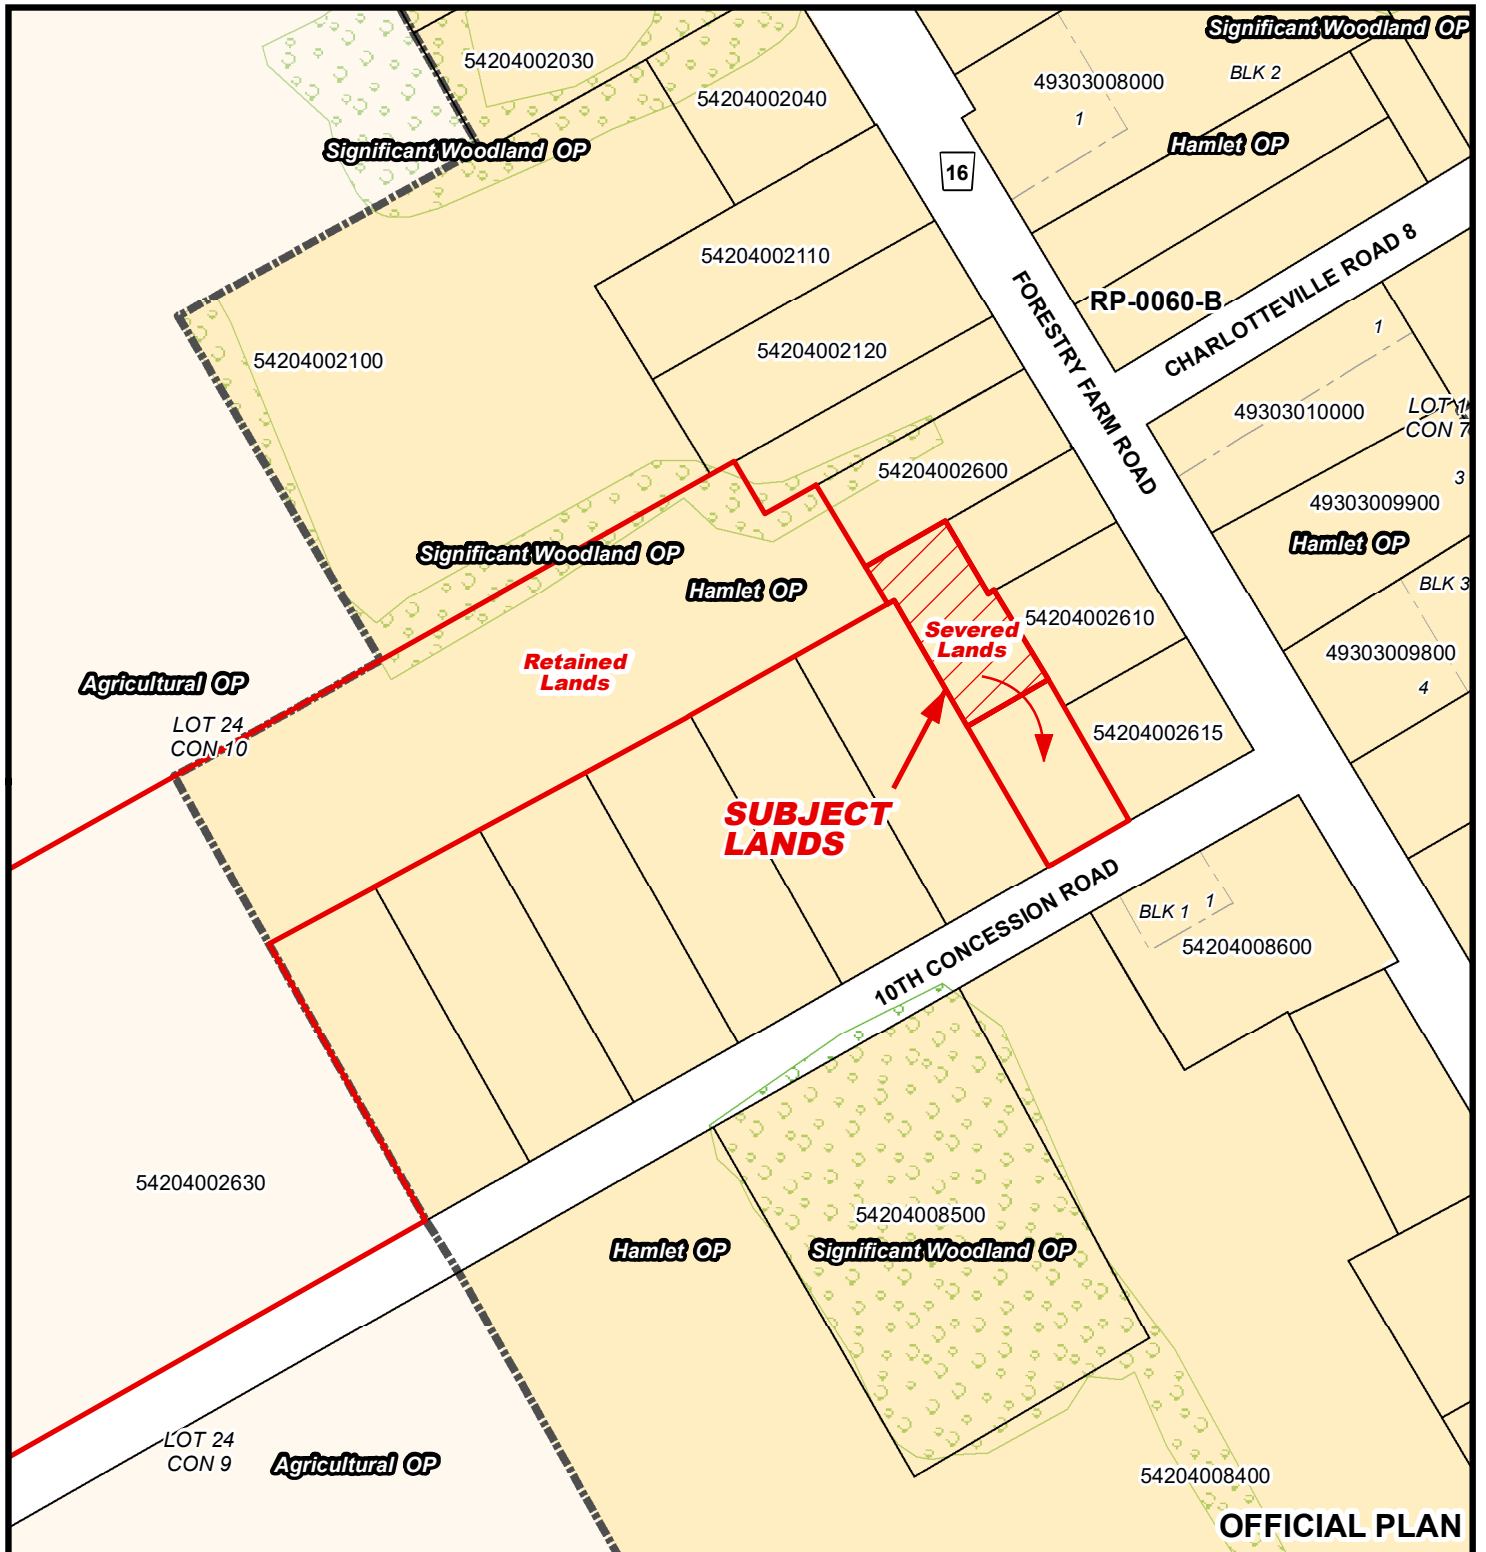 Significant Woodland OP
54204002030
BLK 2
49303008000
54204002040
1
Hamlet OP
Significant Woodland OP
16
CHARLOTTEVILLE ROAD 8
54204002110
RP-0060-B
FORESTRY FARM ROAD
1
54204002120
54204002100
49303010000
LOT 1
CON 7
54204002600
3
49303009900
Significant Woodland OP
Hamlet OP
Hamlet OP
BLK 3
54204002610
Severed
Lands
49303009800
Retained
Lands
Agricultural OP
4
LOT 24
CON 10
54204002615
SUBJECT
LANDS
10TH CONCESSION ROAD
BLK 1
1
54204008600
54204002630
54204008500
Hamlet OP
Significant Woodland OP
LOT 24
CON 9
Agricultural OP
54204008400
OFFICIAL PLAN